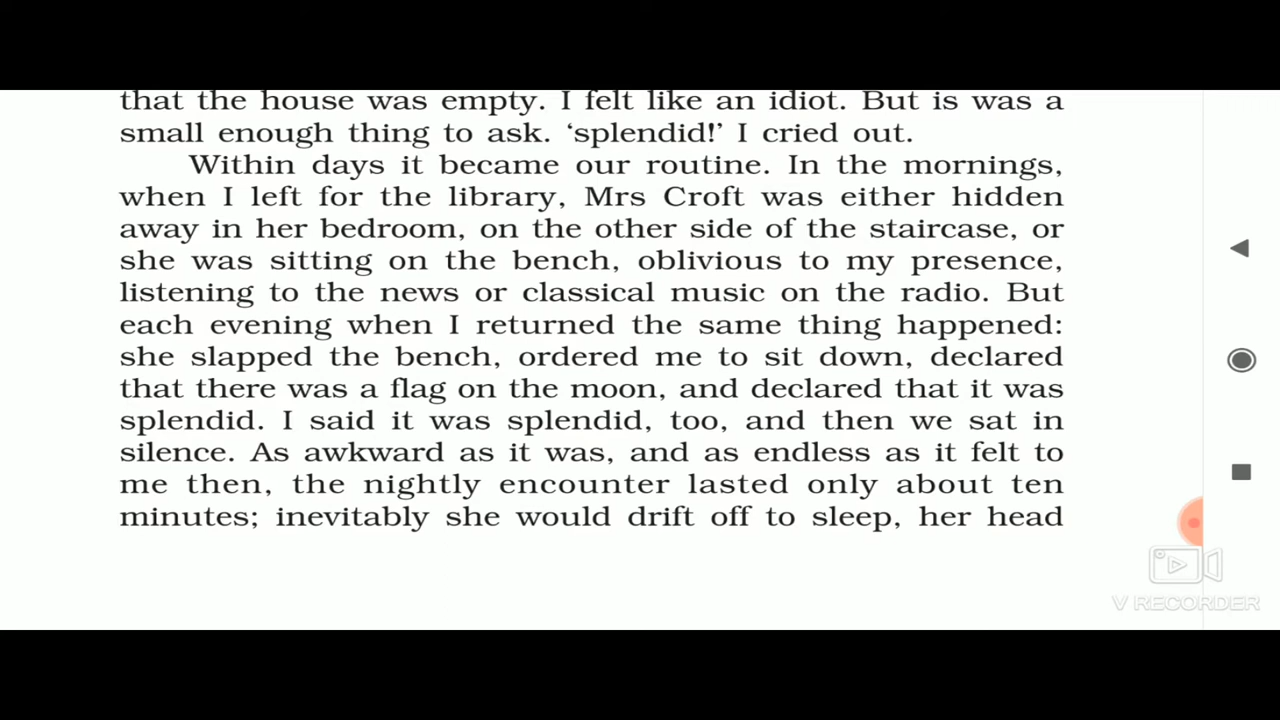 that the house was empty. I felt like an idiot. But is was a
small enough thing to ask. ‘splendid!’ I cried out.
Within days it became our routine. In the mornings,
when I left for the library, Mrs Croft was either hidden
away in her bedroom, on the other side of the staircase, or
she was sitting on the bench, oblivious to my presence,
listening to the news or classical music on the radio. But
each evening when I returned the same thing happened:
she slapped the bench, ordered me to sit down, declared
that there was a flag on the moon, and declared that it was
splendid. I said it was splendid, too, and then we sat in
silence. As awkward as it was, and as endless as it felt to
me then, the nightly encounter lasted only about ten
minutes; inevitably she would drift off to sleep, her head
V RECORDER